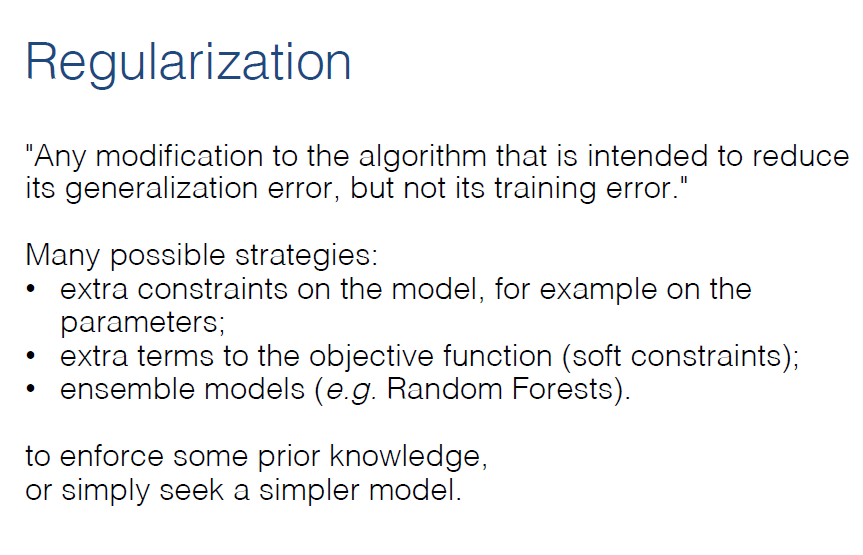 Regularization
"Any modification to the algorithm that is intended to reduce
its generalization error, but not its training error."
Many possible strategies:
• extra constraints on the model, for example on the
parameters;
• extra terms to the objective function (soft constraints);
• ensemble models (e.g. Random Forests).
to enforce some prior knowledge,
or simply seek a simpler model.